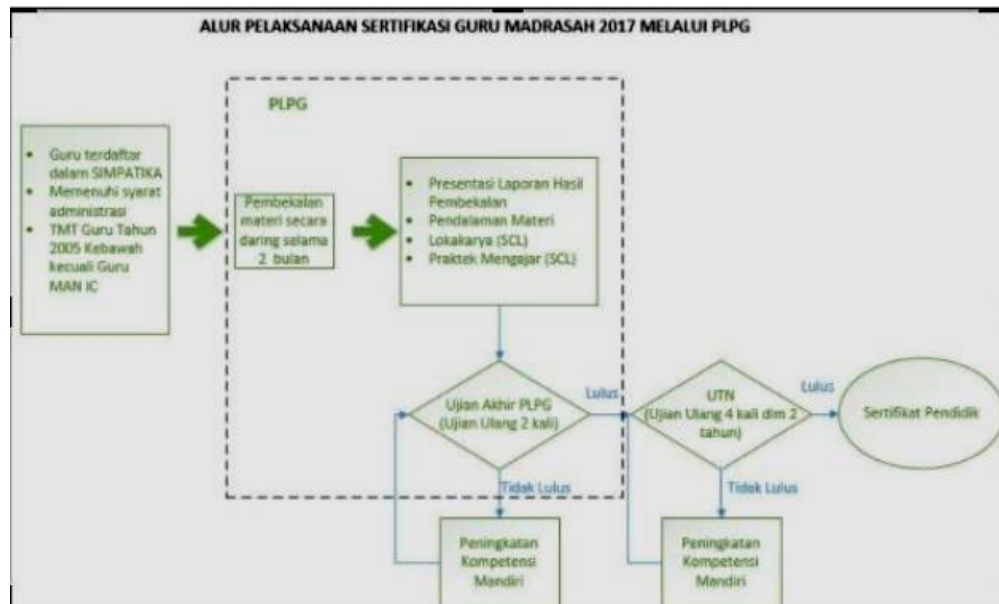 ALUR PELAKSANAAN SERTIFIKASI GURU MADRASAH 2017 MELALUI PLPG
PLPG
• Guru terdaftar
dalam SIMPATIKA
• Memenuhi syarat
administrasi
• TMT Guru Tahun
2005 Kebawah
kecuali Guru
MAN IC
Pembekalan
materi secara
daring selama
2 bulan
• Presentasi Laporan Hasil
Pembekalan
• Pendalaman Materi
• Lokakarya (SCL)
• Praktek Mengajar (SCL)
Ujian Akhir PLPG
(Ujian Ulang 2 kali)
Lulus
UTN
(Ujian Ulang 4 kali dlm 2
tahun)
Lulus
Sertifikat Pendidik
Tidak Lulus
Tidak Lulus
Peningkatan
Kompetensi
Mandiri
Peningkatan
Kompetensi
Mandiri